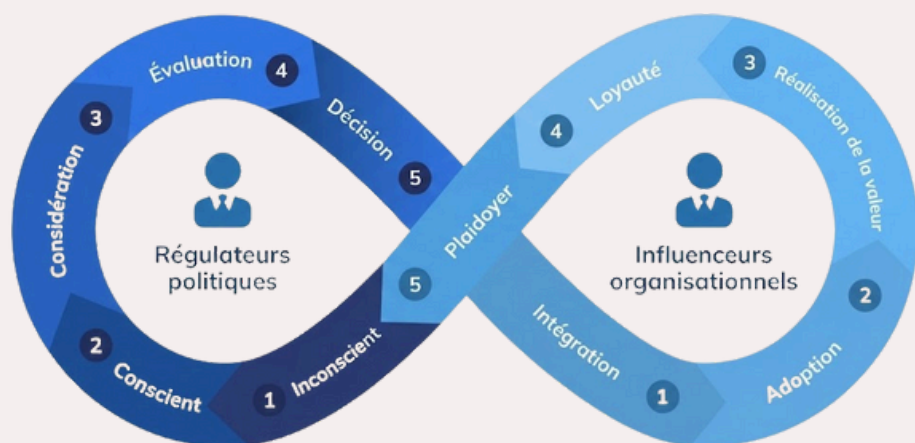 Inconscient
1
Conscient
2
Considération
3
Évaluation
4
Décision
5
Régulateurs
politiques
Intégration
1
Adoption
2
Réalisation de la valeur
3
Loyauté
4
Plaidoyer
5
Influenceurs
organisationnels